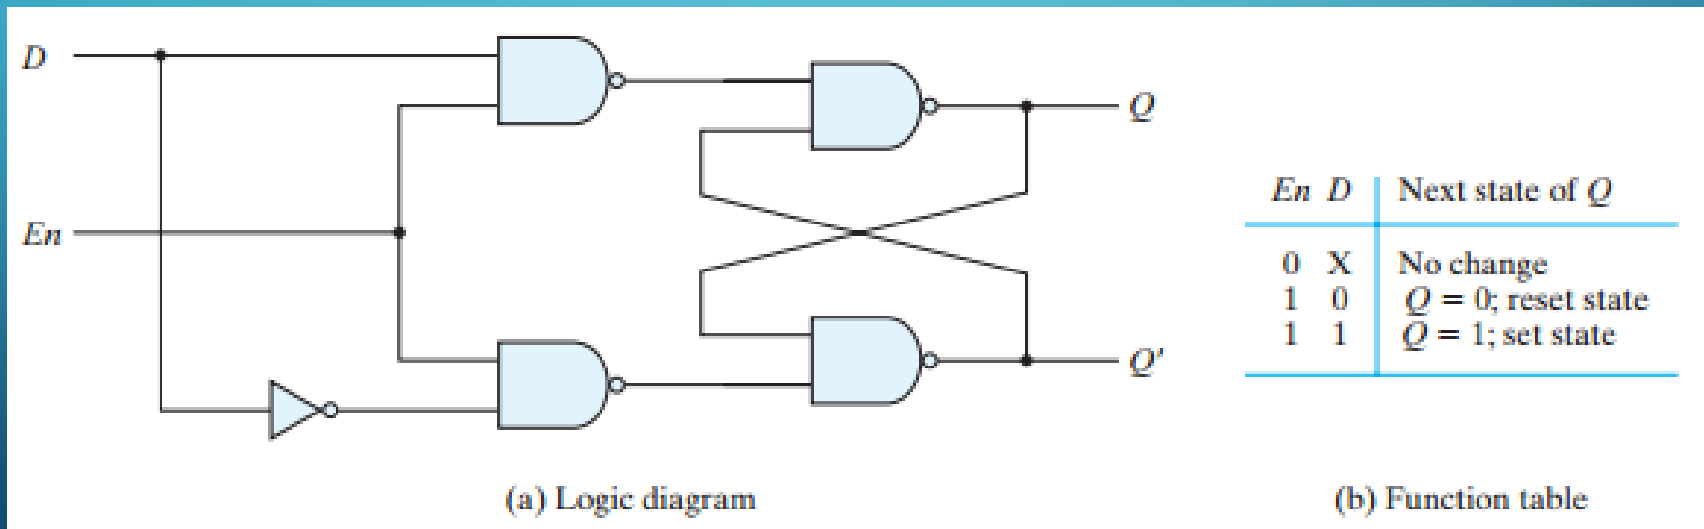 D
En
Q
Q'
(a) Logic diagram
En D Next state of Q
0 X No change
1 0 Q = 0; reset state
1 1 Q = 1; set state
(b) Function table